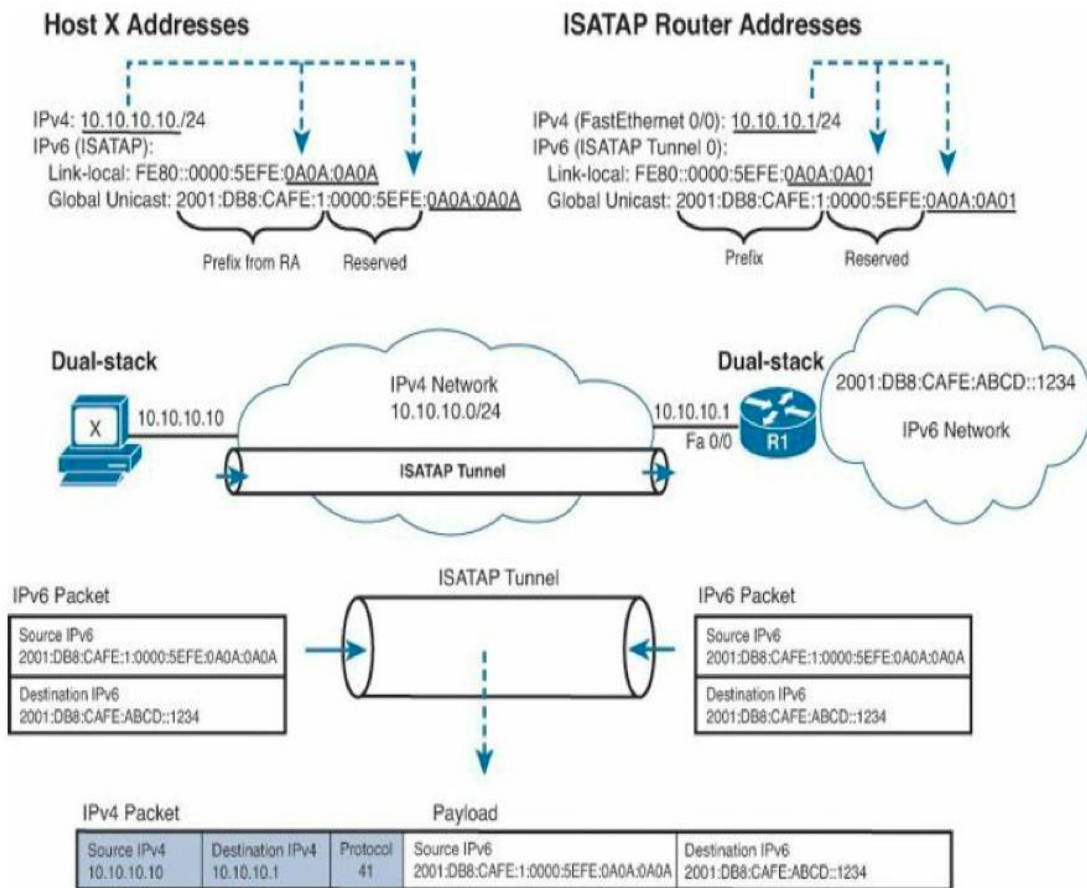 Host X Addresses
IPv4: 10.10.10.10./24
IPv6 (ISATAP):
Link-local: FE80::0000:5EFE:0A0A:0A0A
Global Unicast: 2001:DB8:CAFE:1:0000:5EFE:0A0A:0A0A
Prefix from RA
Reserved
ISATAP Router Addresses
IPv4 (FastEthernet 0/0): 10.10.10.1/24
IPv6 (ISATAP Tunnel 0):
Link-local: FE80::0000:5EFE:0A0A:0A01
Global Unicast: 2001:DB8:CAFE:1:0000:5EFE:0A0A:0A01
Prefix
Reserved
Dual-stack
X
10.10.10.10
IPv4 Network
10.10.10.0/24
ISATAP Tunnel
Dual-stack
10.10.10.1
Fa 0/0
R1
2001:DB8:CAFE:ABCD::1234
IPv6 Network
ISATAP Tunnel
IPv6 Packet
Source IPv6
2001:DB8:CAFE:1:0000:5EFE:0A0A:0A0A
Destination IPv6
2001:DB8:CAFE:ABCD::1234
IPv6 Packet
Source IPv6
2001:DB8:CAFE:1:0000:5EFE:0A0A:0A0A
Destination IPv6
2001:DB8:CAFE:ABCD::1234
IPv4 Packet
Payload
Source IPv4
10.10.10.10
Destination IPv4
10.10.10.1
Protocol
41
Source IPv6
2001:DB8:CAFE:1:0000:5EFE:0A0A:0A0A
Destination IPv6
2001:DB8:CAFE:ABCD::1234